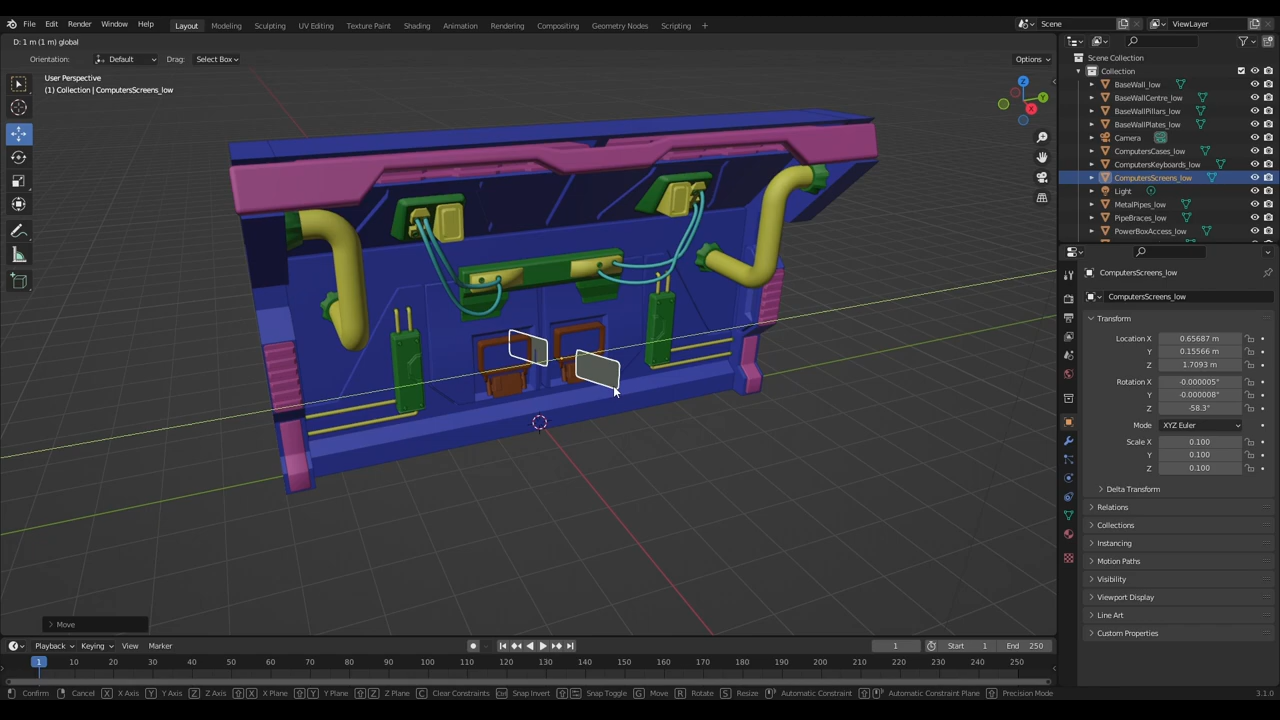 File Edit Render Window Help Layout Modeling Sculpting UV Editing Texture Paint Shading Animation Rendering Compositing Geometry Nodes Scripting + Scene ViewLayer
D: 1 m (1 m) global
Orientation: Default Drag: Select Box Options
User Perspective
(1) Collection | ComputersScreens_low
Z
Y
X
Scene Collection
Collection
BaseWall_low
BaseWallCentre_low
BaseWallPillars_low
BaseWallPlates_low
Camera
ComputersCases_low
ComputersKeyboards_low
ComputersScreens_low
Light
MetalPipes_low
PipeBraces_low
PowerBoxAccess_low
ComputersScreens_low
ComputersScreens_low
Transform
Location X 0.65687 m
Y 0.15566 m
Z 1.7093 m
Rotation X -0.000005°
Y -0.000008°
Z -58.3°
Mode XYZ Euler
Scale X 0.100
Y 0.100
Z 0.100
Delta Transform
Relations
Collections
Instancing
Motion Paths
Visibility
Viewport Display
Line Art
Custom Properties
Move
Playback Keying View Marker 1 Start 1 End 250
1 10 20 30 40 50 60 70 80 90 100 110 120 130 140 150 160 170 180 190 200 210 220 230 240 250
Confirm Cancel X X Axis Y Y Axis Z Z Axis X X Plane Y Y Plane Z Z Plane C Clear Constraints Ctrl Snap Invert Snap Toggle G Move R Rotate S Resize Automatic Constraint Automatic Constraint Plane Precision Mode 3.1.0